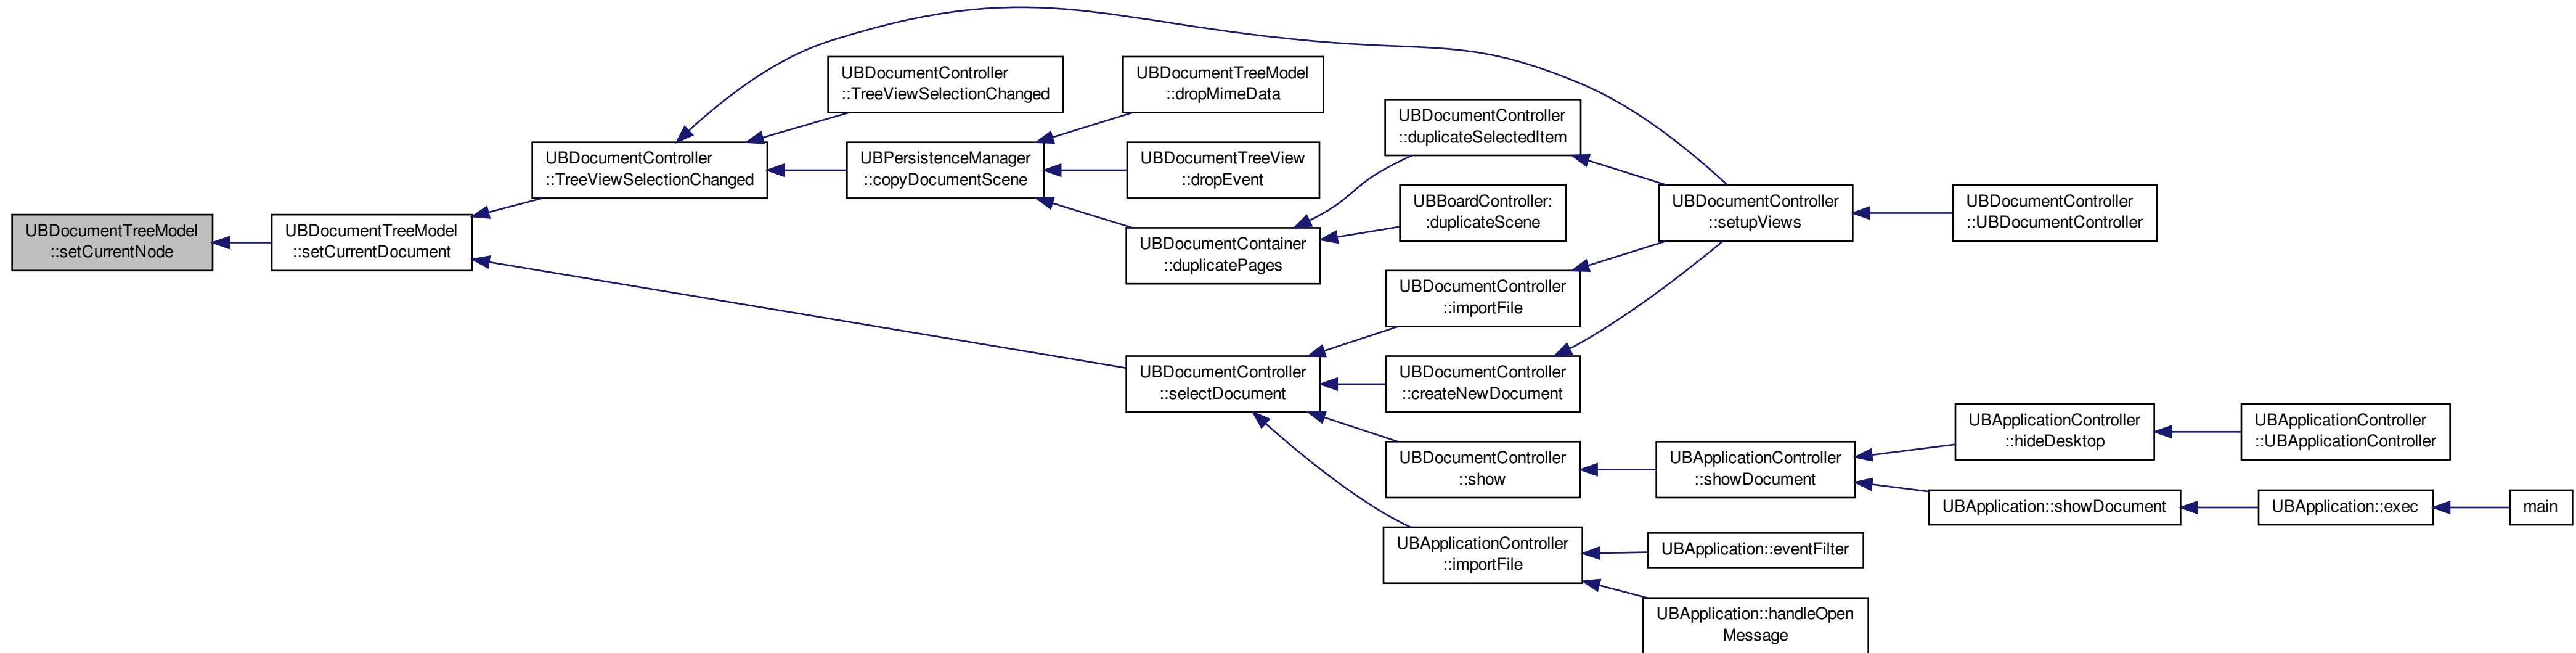 UBDocumentTreeModel
::setCurrentNode
UBDocumentTreeModel
::setCurrentDocument
UBDocumentController
::TreeViewSelectionChanged
UBDocumentController
::TreeViewSelectionChanged
UBPersistenceManager
::copyDocumentScene
UBDocumentTreeModel
::dropMimeData
UBDocumentTreeView
::dropEvent
UBDocumentContainer
::duplicatePages
UBDocumentController
::duplicateSelectedItem
UBBoardController:
:duplicateScene
UBDocumentController
::setupViews
UBDocumentController
::UBDocumentController
UBDocumentController
::selectDocument
UBDocumentController
::importFile
UBDocumentController
::createNewDocument
UBDocumentController
::show
UBApplicationController
::showDocument
UBApplicationController
::hideDesktop
UBApplicationController
::UBApplicationController
UBApplication::showDocument
UBApplication::exec
main
UBApplicationController
::importFile
UBApplication::eventFilter
UBApplication::handleOpen
Message